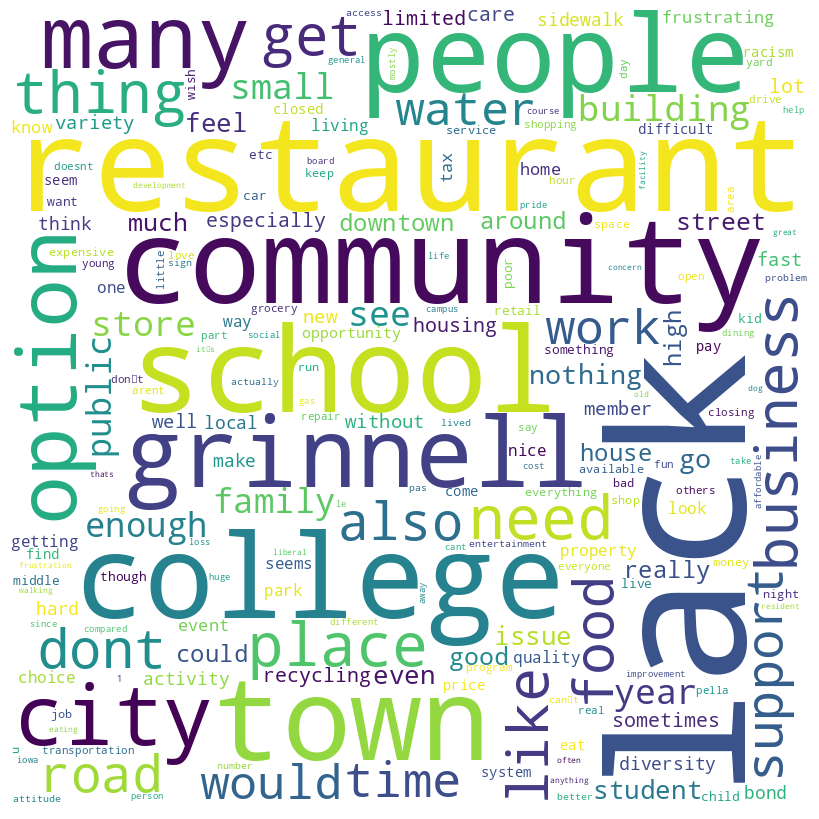 access
many
get
limited
care
sidewalk
frustrating
general
mostly
people
day
racism
yard
thing
wish
small
water
building
lot
drive
know
variety
closed
feel
living
service
course
shopping
difficult
help
restaurant
doesnt
seem
etc
keep
board
tax
home
hour
facility
area
want
development
car
pride
think
much
especially
downtown
around
space
street
great
community
expensive
young
little
sign
love
life
concern
open
fast
problem
one
option
store
way
grocery
new
see
poor
retail
work
high
kid
part
campus
opportunity
housing
dining
public
school
social
it�s
something
pay
don�t
run
nothing
business
arent
actually
member
lack
old
dog
well
local
repair
without
lived
say
closing
grinnell
make
nice
house
go
cost
available
fun
thats
bad
others
take
affordable
enough
family
le
pas
come
everything
shop
look
going
also
need
getting
loss
entertainment
property
find
college
seems
liberal
cant
everyone
money
frustration
though
middle
huge
food
really
live
night
walking
park
away
hard
different
resident
since
event
place
issue
support
dont
could
good
quality
compared
choice
activity
recycling
even
program
improvement
city
town
1
price
like
can�t
real
year
pella
job
eat
sometimes
u
transportation
often
eating
iowa
road
number
system
anything
diversity
would
time
student
child
bond
attitude
person
better